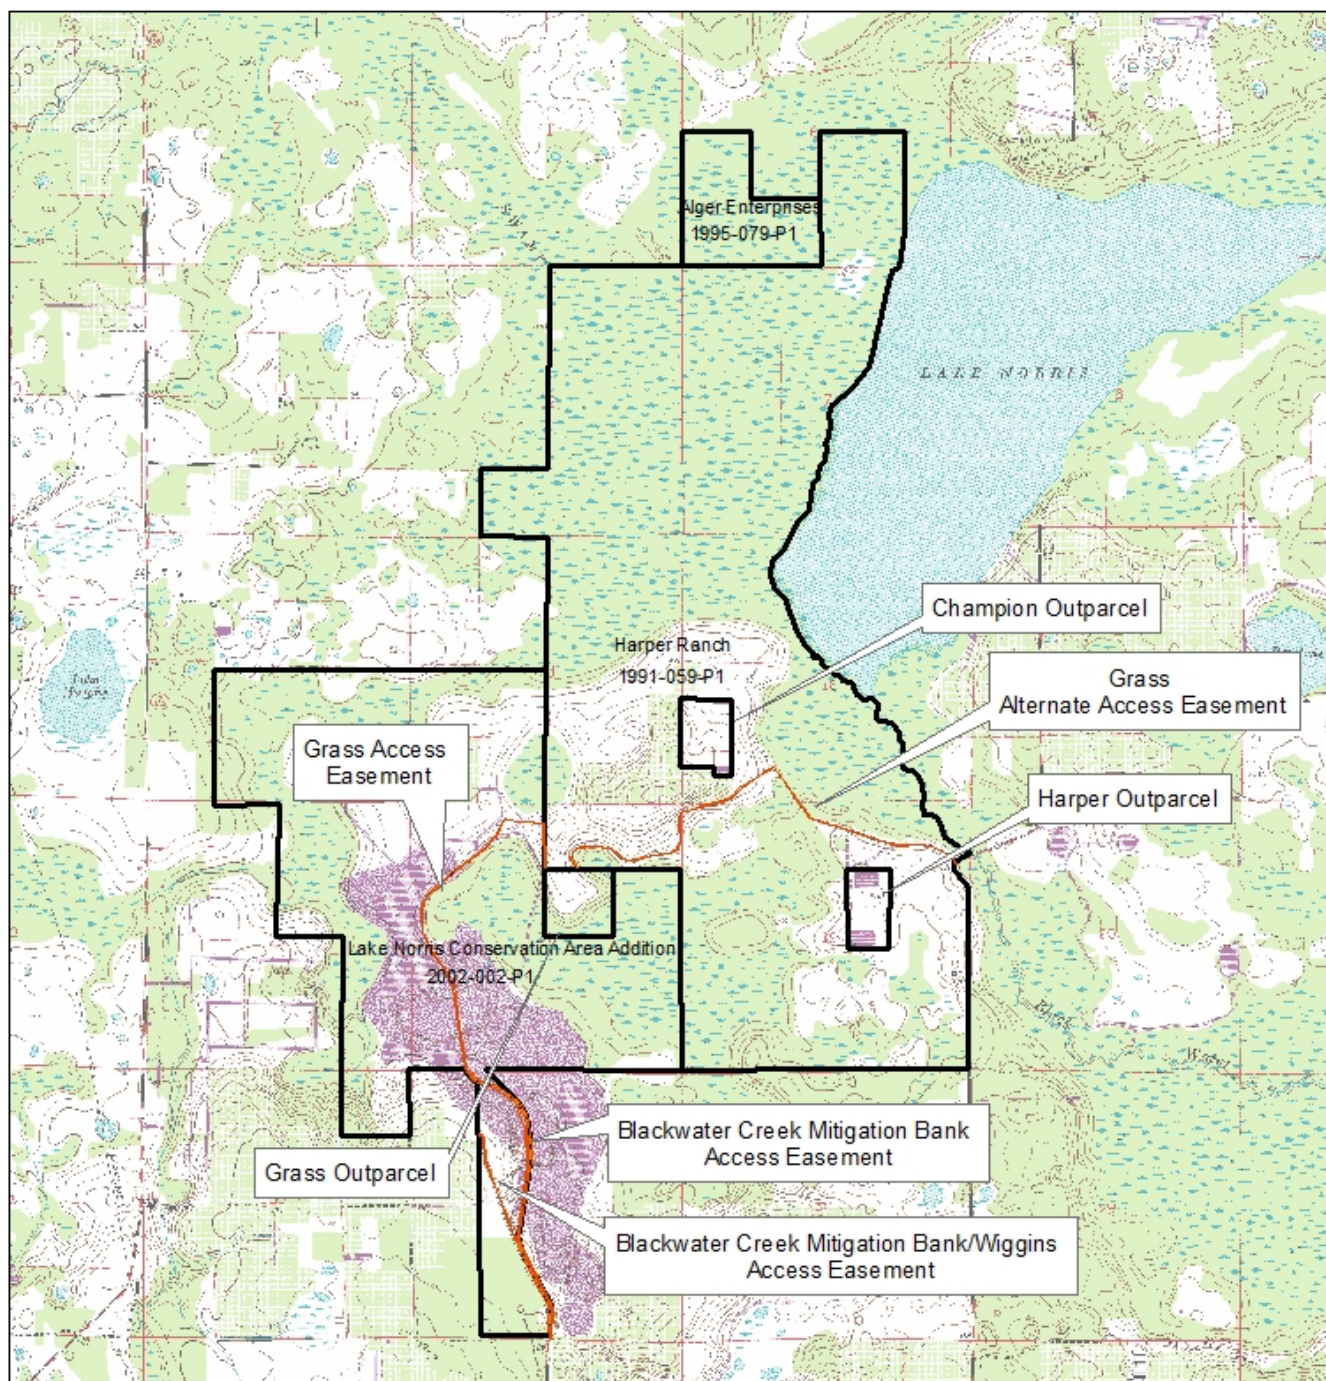 Alger Enterprises
1995-079-P1
LAKE NORRIS
Champion Outparcel
Harper Ranch
1991-059-P1
Grass
Alternate Access Easement
Grass Access
Easement
Harper Outparcel
Lake Norris Conservation Area Addition
2002-002-P1
Black
Water
Blackwater Creek Mitigation Bank
Access Easement
Grass Outparcel
Blackwater Creek Mitigation Bank/Wiggins
Access Easement